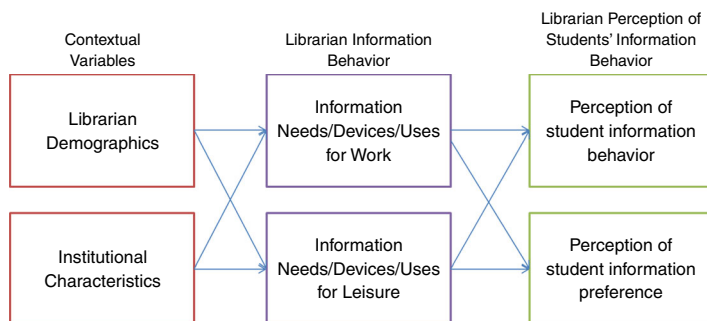 Contextual
Variables
Librarian Information
Behavior
Librarian Perception of
Students’ Information
Behavior
Librarian
Demographics
Information
Needs/Devices/Uses
for Work
Perception of
student information
behavior
Institutional
Characteristics
Information
Needs/Devices/Uses
for Leisure
Perception of
student information
preference